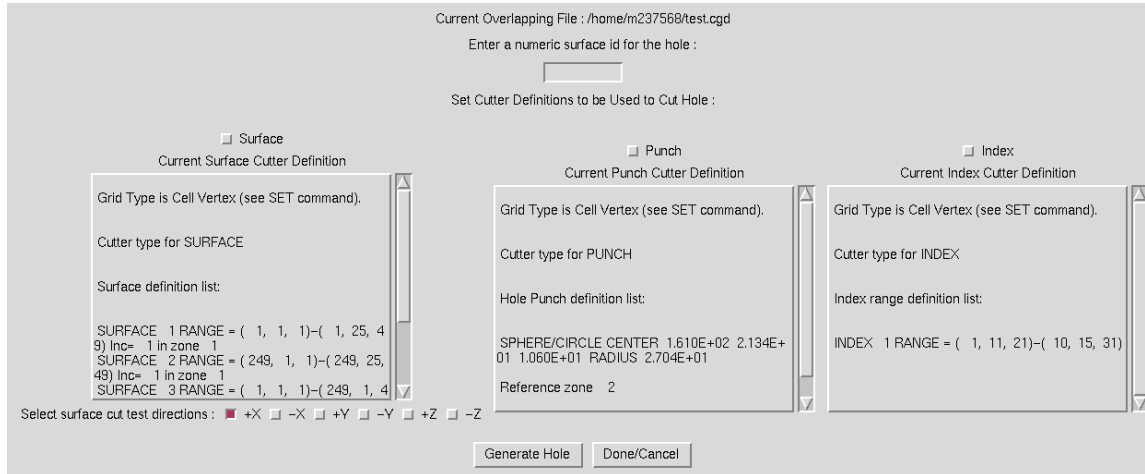 Current Overlapping File : /home/m237568/test.cgd
Enter a numeric surface id for the hole :
Set Cutter Definitions to be Used to Cut Hole :
Surface
Current Surface Cutter Definition
Grid Type is Cell Vertex (see SET command).
Cutter type for SURFACE
Surface definition list:
SURFACE 1 RANGE = ( 1, 1, 1)-( 1, 25, 4
9) Inc= 1 in zone 1
SURFACE 2 RANGE = ( 249, 1, 1)-( 249, 25,
49) Inc= 1 in zone 1
SURFACE 3 RANGE = ( 1, 1, 1)-( 249, 1, 4
Punch
Current Punch Cutter Definition
Grid Type is Cell Vertex (see SET command).
Cutter type for PUNCH
Hole Punch definition list:
SPHERE/CIRCLE CENTER 1.610E+02 2.134E+
01 1.060E+01 RADIUS 2.704E+01
Reference zone 2
Index
Current Index Cutter Definition
Grid Type is Cell Vertex (see SET command).
Cutter type for INDEX
Index range definition list:
INDEX 1 RANGE = ( 1, 11, 21)-( 10, 15, 31)
Select surface cut test directions : +X -X +Y -Y +Z -Z
Generate Hole Done/Cancel